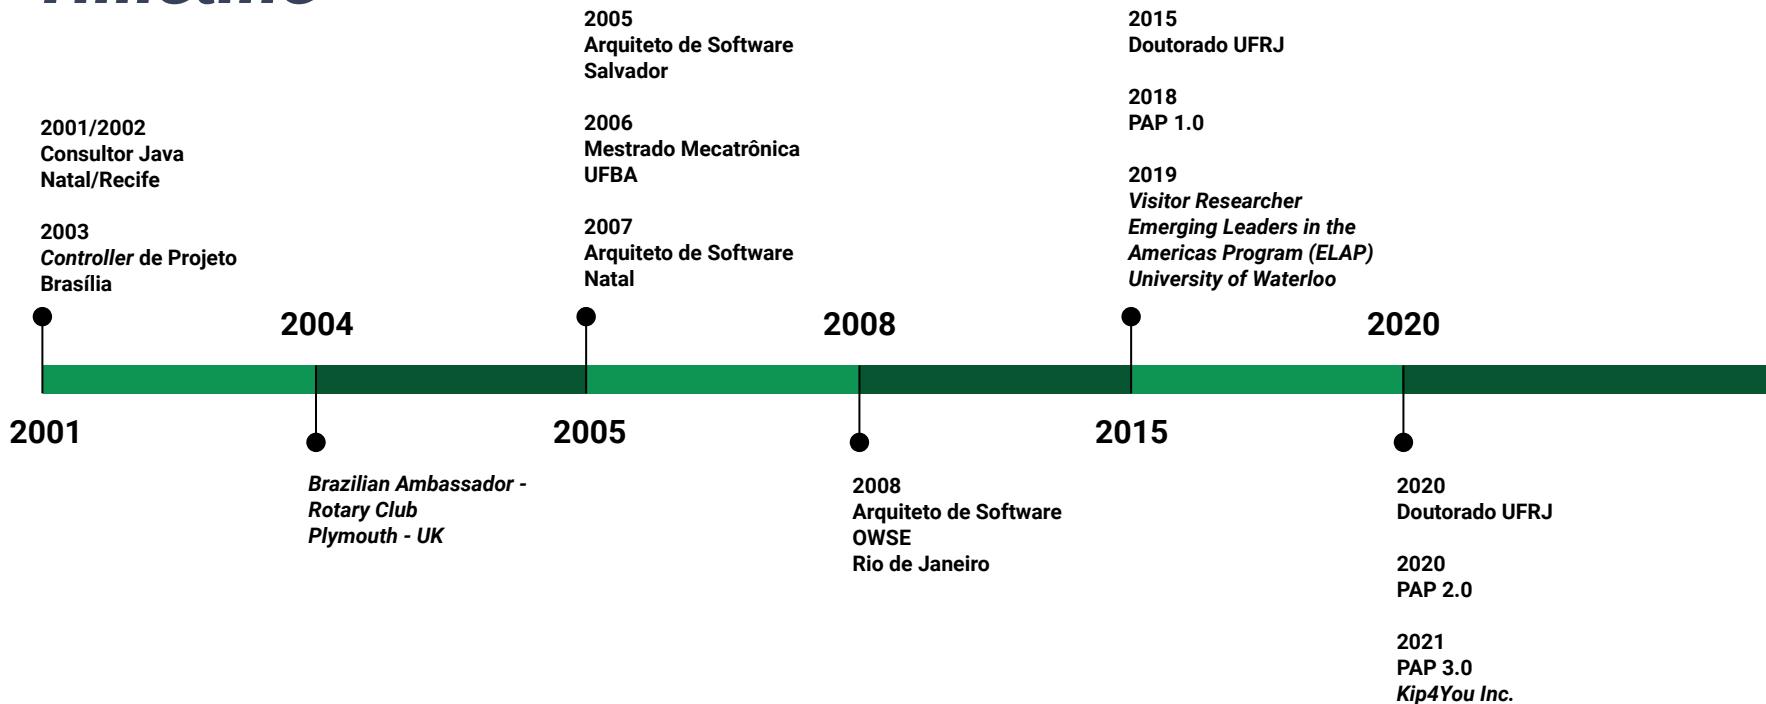 Timeline
2001/2002
Consultor Java
Natal/Recife
2003
Controller de Projeto
Brasília
2005
Arquiteto de Software
Salvador
2006
Mestrado Mecatrônica
UFBA
2007
Arquiteto de Software
Natal
2015
Doutorado UFRJ
2018
PAP 1.0
2019
Visitor Researcher
Emerging Leaders in the
Americas Program (ELAP)
University of Waterloo
2004
2008
2020
2001
2005
2015
Brazilian Ambassador -
Rotary Club
Plymouth - UK
2008
Arquiteto de Software
OWSE
Rio de Janeiro
2020
Doutorado UFRJ
2020
PAP 2.0
2021
PAP 3.0
Kip4You Inc.